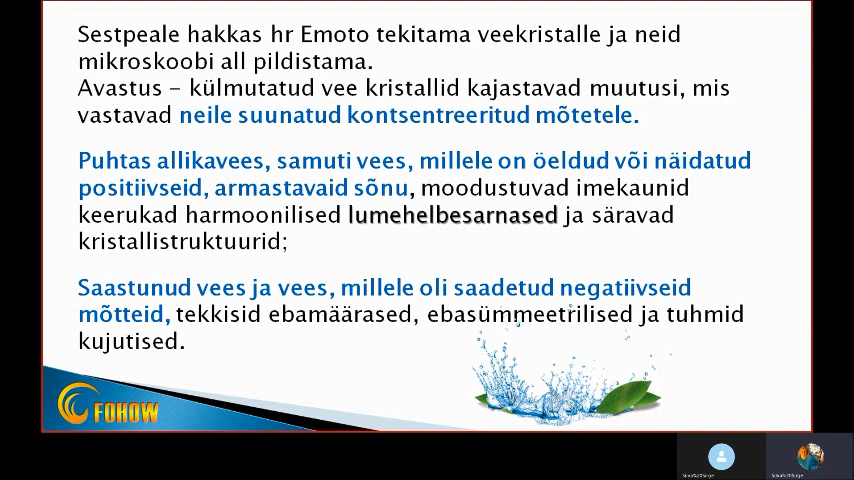 Sestpeale hakkas hr Emoto tekitama veekristalle ja neid
mikroskoobi all pildistama.
Avastus – külmutatud vee kristallid kajastavad muutusi, mis
vastavad neile suunatud kontsentreeritud mõtetele.
Puhtas allikavees, samuti vees, millele on öeldud või näidatud
positiivseid, armastavaid sõnu, moodustuvad imekaunid
keerukad harmoonilised lumehelbesarnased ja säravad
kristallistruktuurid;
Saastunud vees ja vees, millele oli saadetud negatiivseid
mõtteid, tekkisid ebamäärased, ebasümmeetrilised ja tuhmid
kujutised.
FOHOW